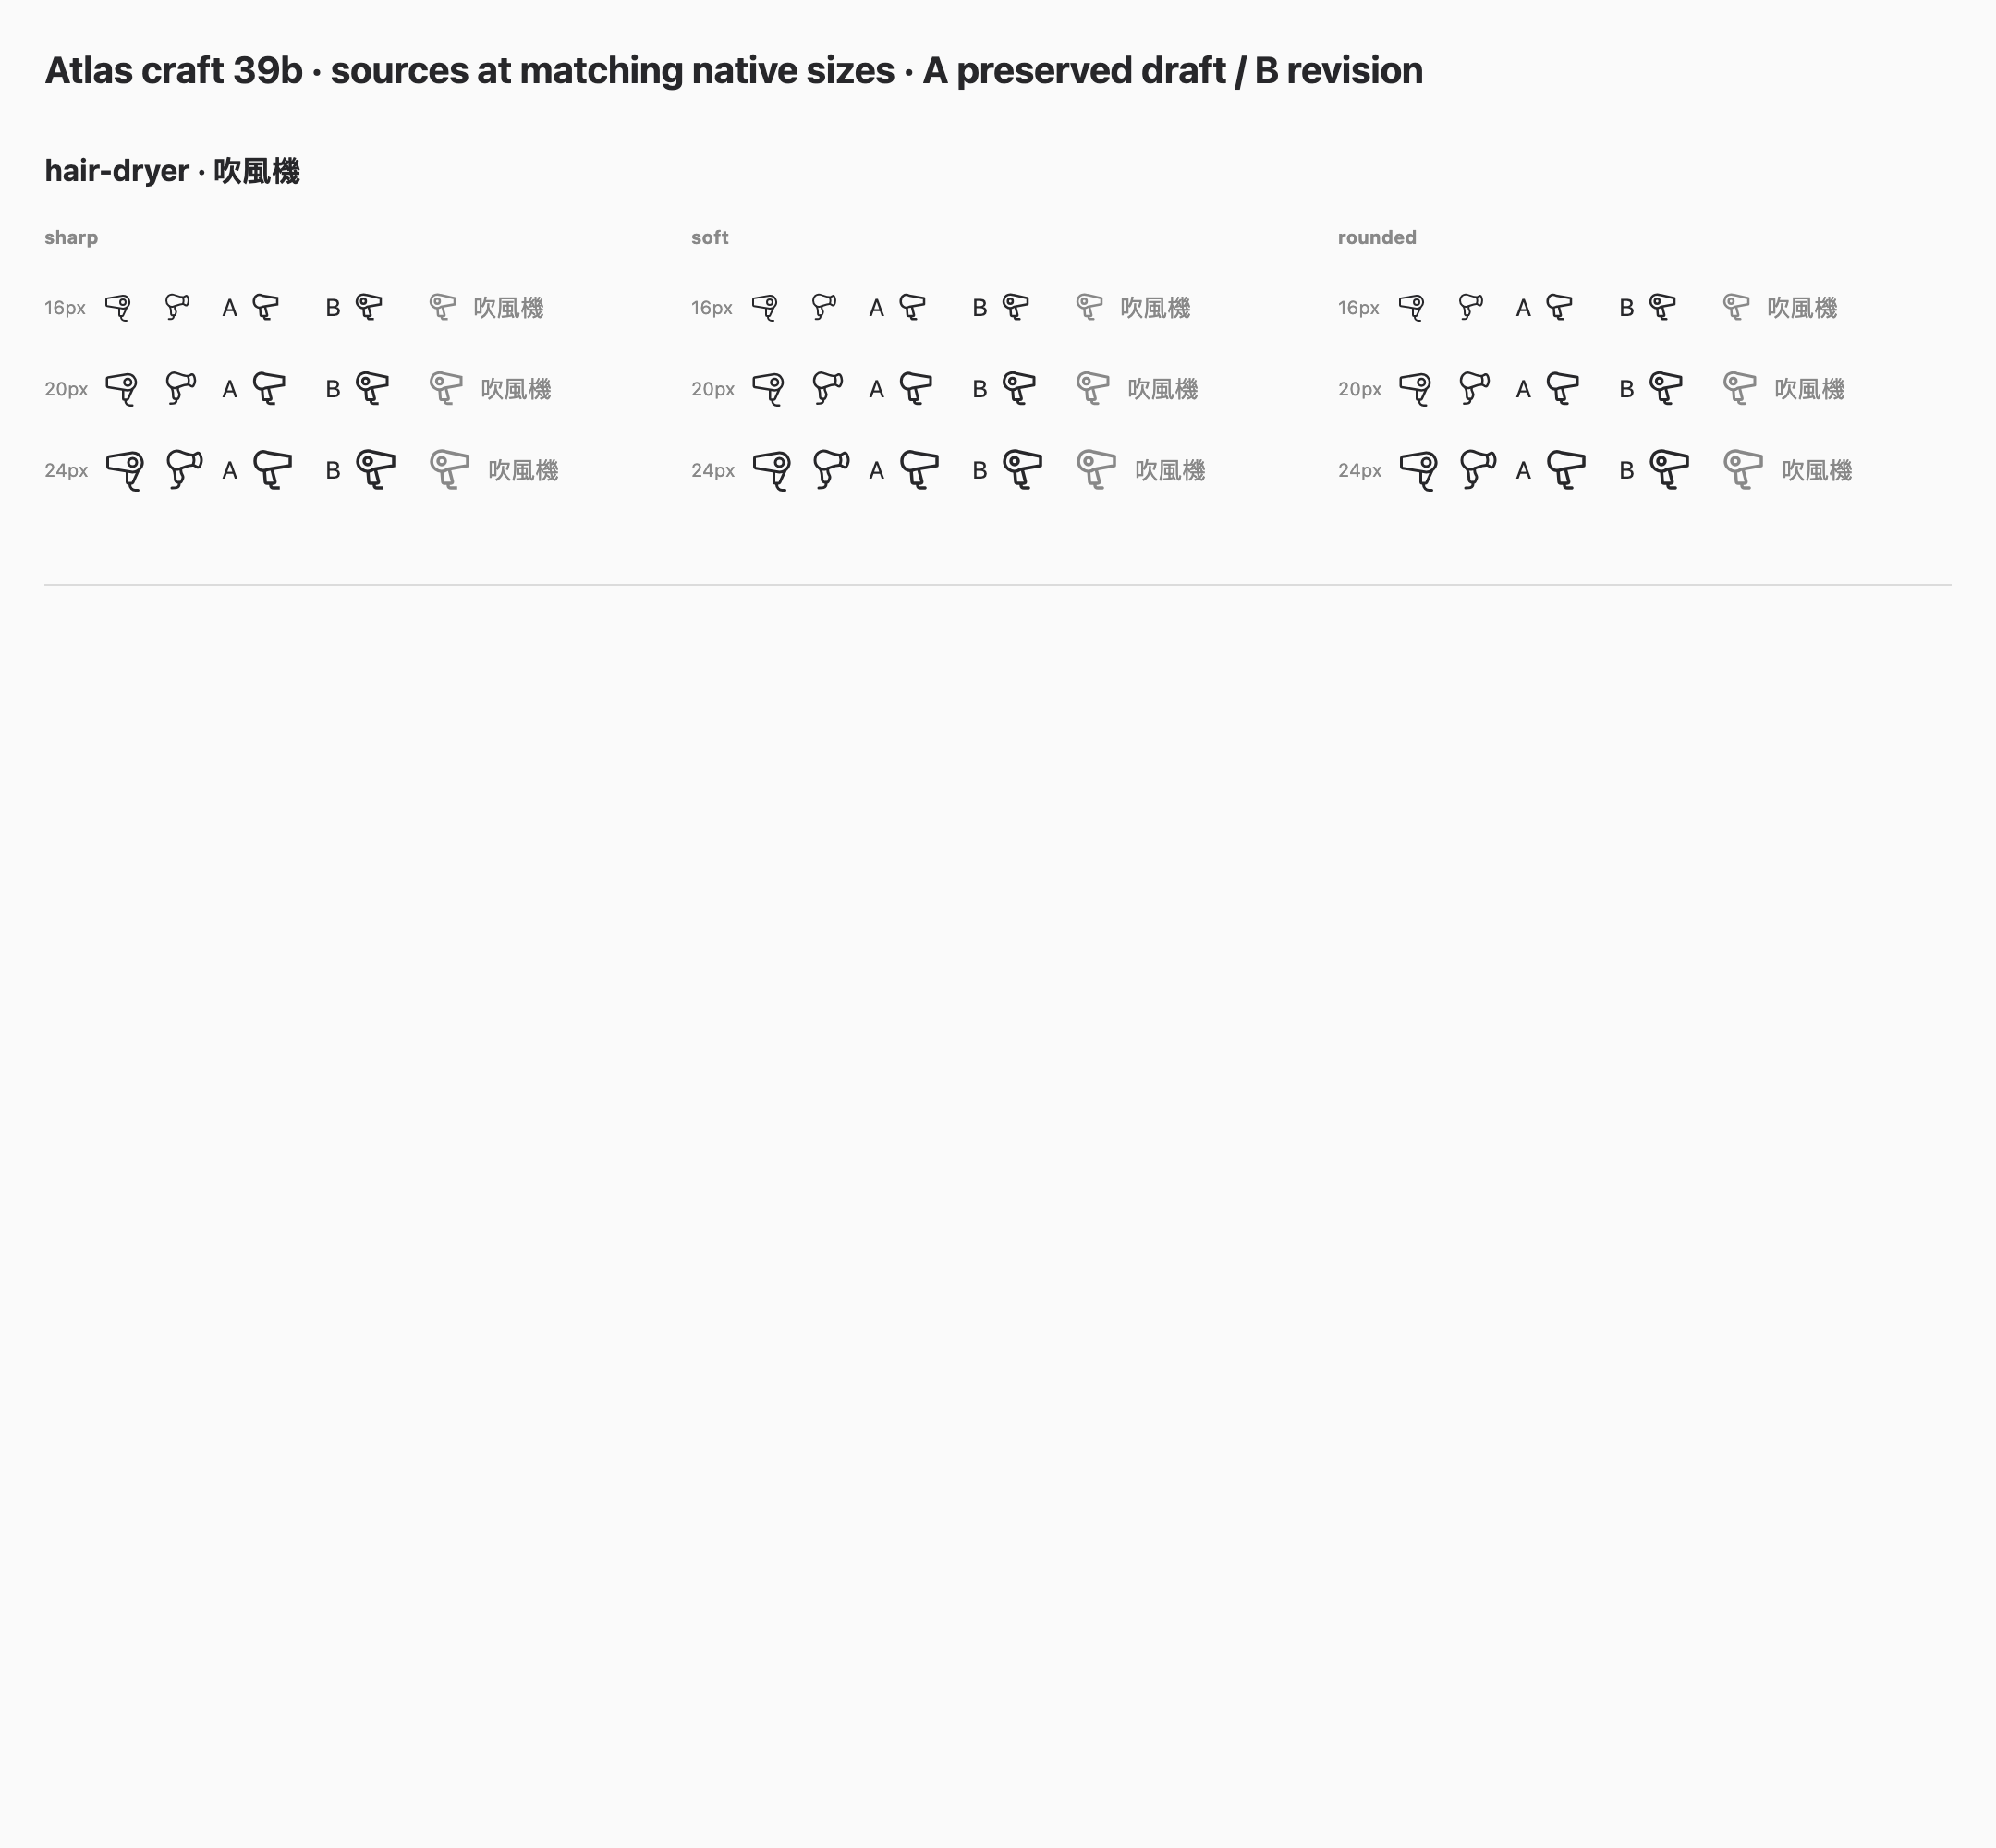 Atlas craft 39b · sources at matching native sizes · A preserved draft / B revision
hair-dryer · 吹風機
sharp
16px A B 吹風機
20px A B 吹風機
24px A B 吹風機
soft
16px A B 吹風機
20px A B 吹風機
24px A B 吹風機
rounded
16px A B 吹風機
20px A B 吹風機
24px A B 吹風機